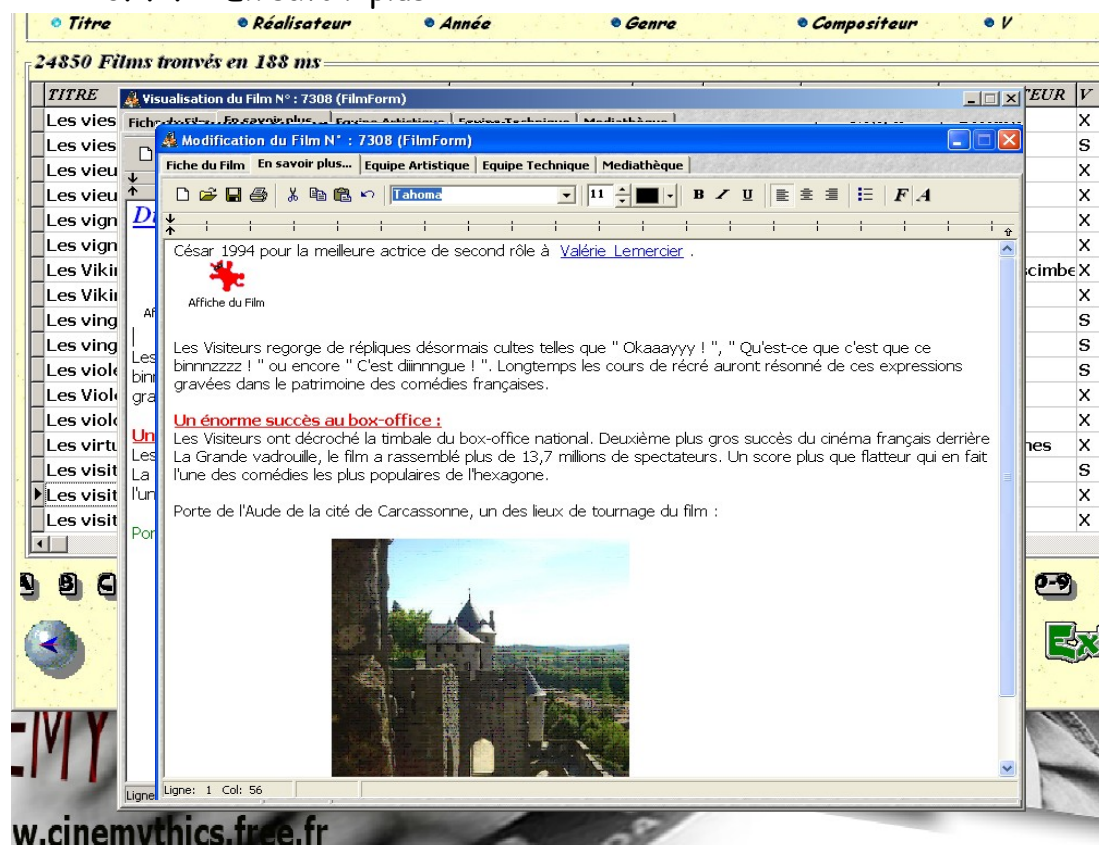 Titre Réalisateur Année Genre Compositeur V
24850 Films trouvés en 188 ms
TITRE
V
Visualisation du Film N° : 7308 (FilmForm)
Modification du Film N° : 7308 (FilmForm)
Fiche du Film En savoir plus... Equipe Artistique Equipe Technique Mediathèque
Tahoma 11
B I U F A
César 1994 pour la meilleure actrice de second rôle à Valérie Lemercier .
Affiche du Film
Les Visiteurs regorge de répliques désormais cultes telles que " Okaaayyy ! ", " Qu'est-ce que c'est que ce
binnnzzzz ! " ou encore " C'est diinnngue ! ". Longtemps les cours de récré auront résonné de ces expressions
gravées dans le patrimoine des comédies françaises.
Un énorme succès au box-office :
Les Visiteurs ont décroché la timbale du box-office national. Deuxième plus gros succès du cinéma français derrière
La Grande vadrouille, le film a rassemblé plus de 13,7 millions de spectateurs. Un score plus que flatteur qui en fait
l'une des comédies les plus populaires de l'hexagone.
Porte de l'Aude de la cité de Carcassonne, un des lieux de tournage du film :
Ligne: 1 Col: 56
Ligne
Les vies X
Les vies S
Les vieu X
Les vieu X
Les vign X
Les vign X
Les Viki X
Les Viki X
Les ving S
Les ving S
Les viole S
Les Viol X
Les viol X
Les virtu X
Les visit S
Les visit X
Les visit X
A B C 0-9
w.cinemythics.free.fr